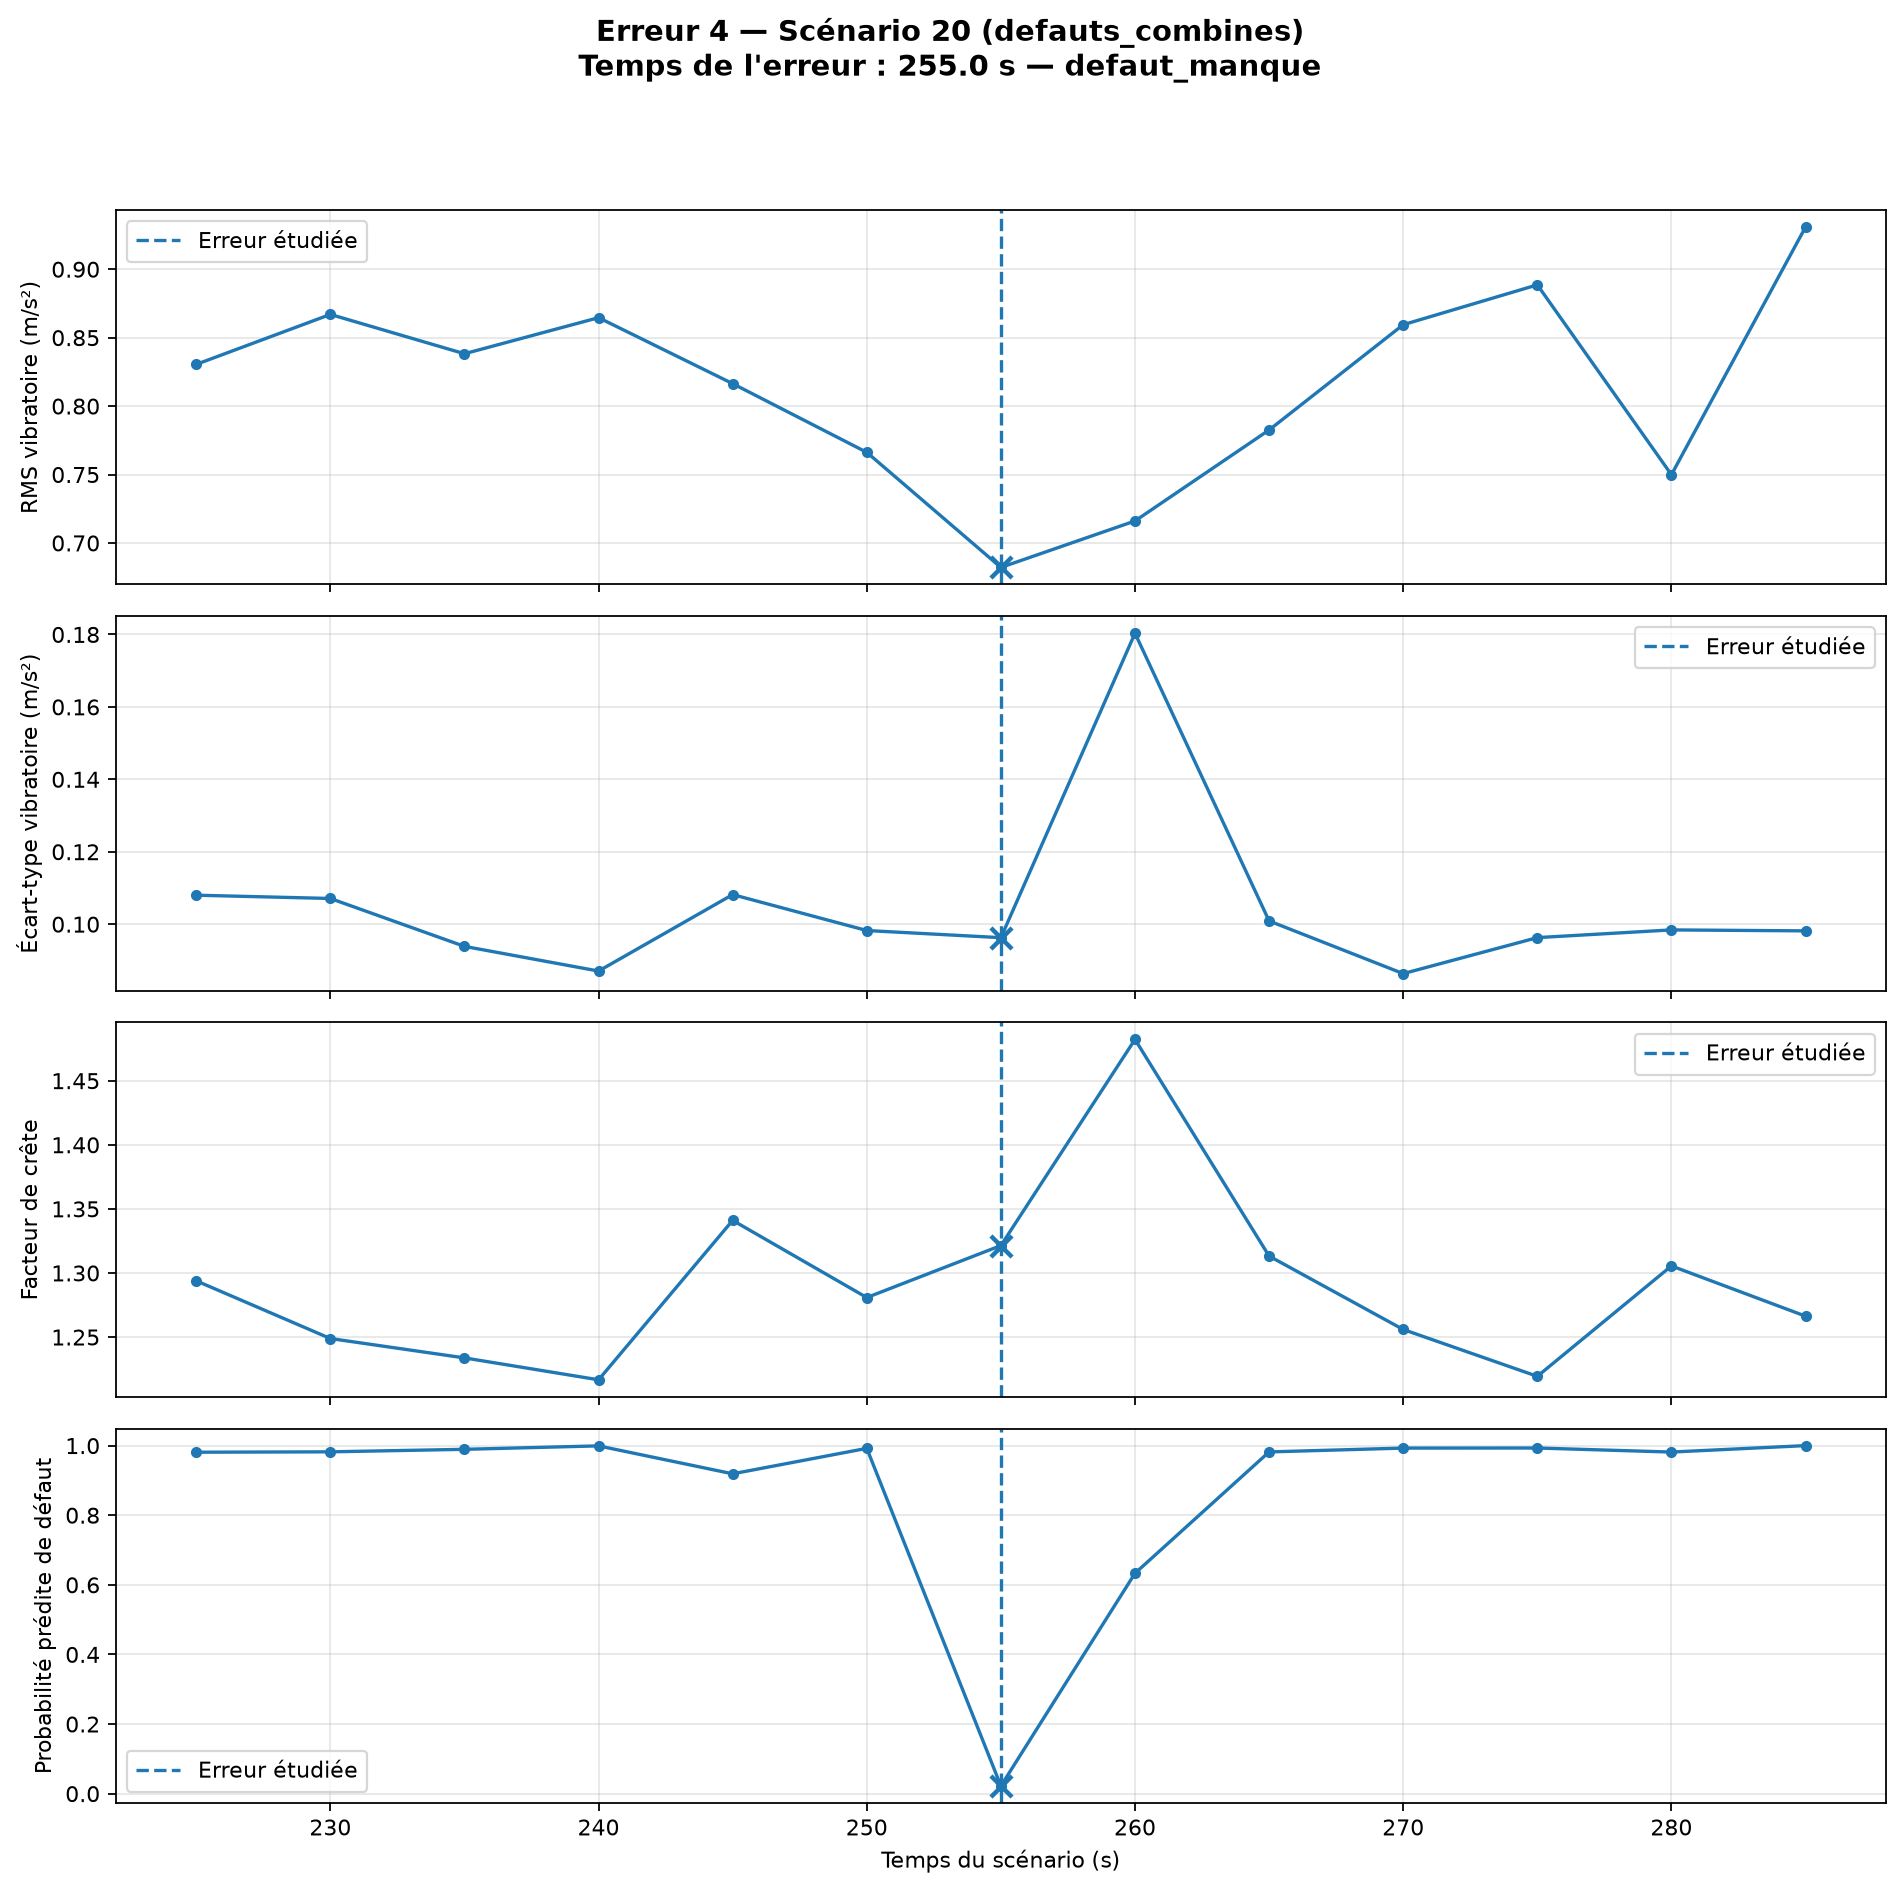 Erreur 4 — Scénario 20 (defauts_combines)
Temps de l'erreur : 255.0 s — defaut_manque
RMS vibratoire (m/s²)
0.90
0.85
0.80
0.75
0.70
Erreur étudiée
Écart-type vibratoire (m/s²)
0.18
0.16
0.14
0.12
0.10
Erreur étudiée
Facteur de crête
1.45
1.40
1.35
1.30
1.25
Erreur étudiée
Probabilité prédite de défaut
1.0
0.8
0.6
0.4
0.2
0.0
Erreur étudiée
230 240 250 260 270 280
Temps du scénario (s)